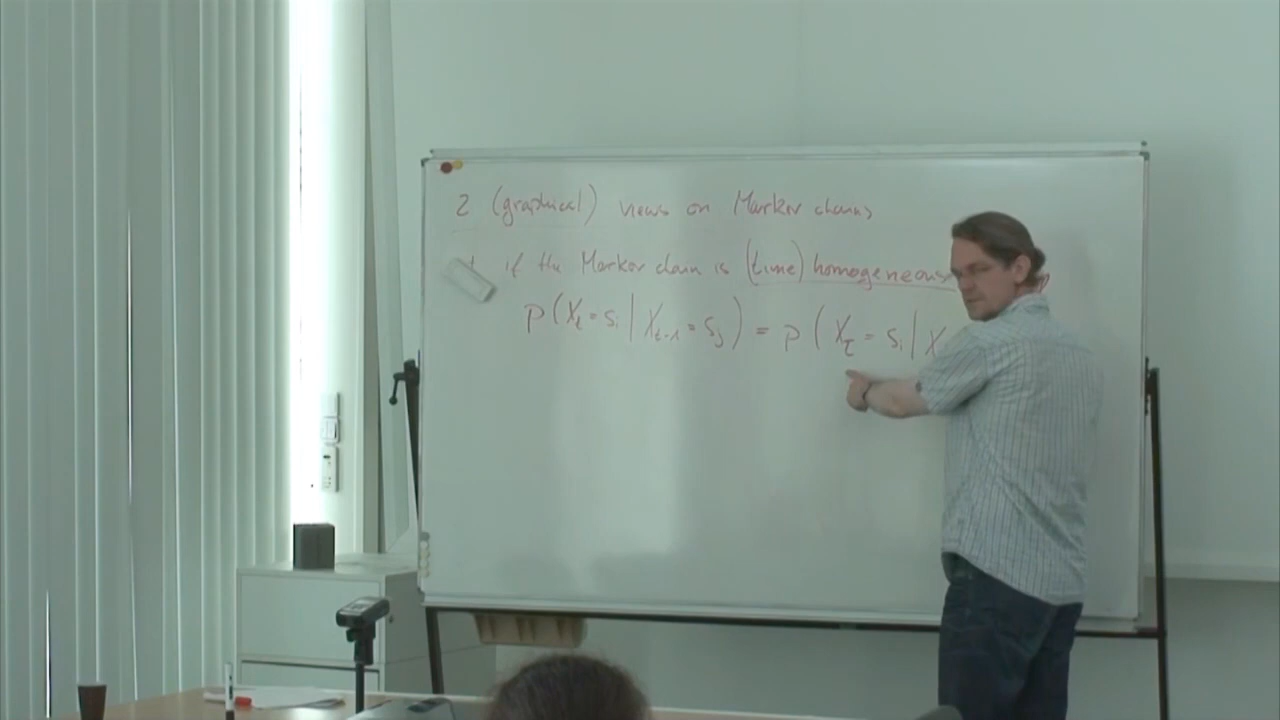 2 (graphical) views on Markov chains
if the Markov chain is (time) homogeneous
p(X_t = s_i | X_{t-1} = s_j) = p(X_τ = s_i | X